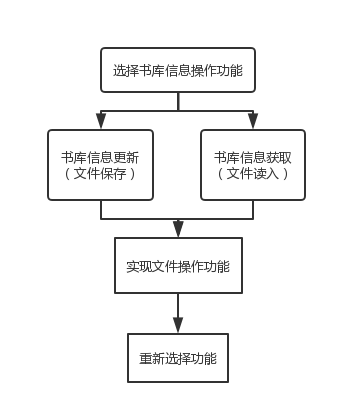 选择书库信息操作功能
书库信息更新
（文件保存）
书库信息获取
（文件读入）
实现文件操作功能
重新选择功能